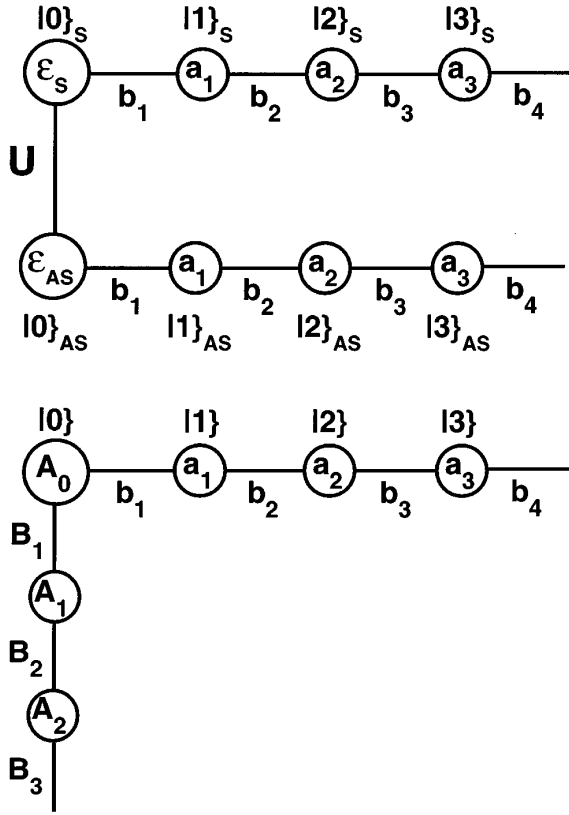 |0}S |1}S |2}S |3}S
εS a1 a2 a3
b1 b2 b3 b4
U
εAS a1 a2 a3
b1 b2 b3 b4
|0}AS |1}AS |2}AS |3}AS
|0} |1} |2} |3}
A0 a1 a2 a3
b1 b2 b3 b4
B1
A1
B2
A2
B3